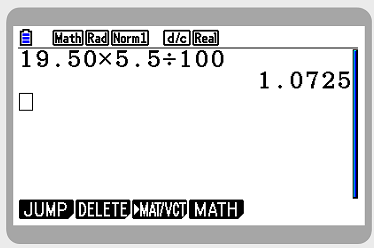 Math Rad Norm1 d/c Real
19.50×5.5÷100
1.0725
JUMP DELETE ▶MAT/VCT MATH